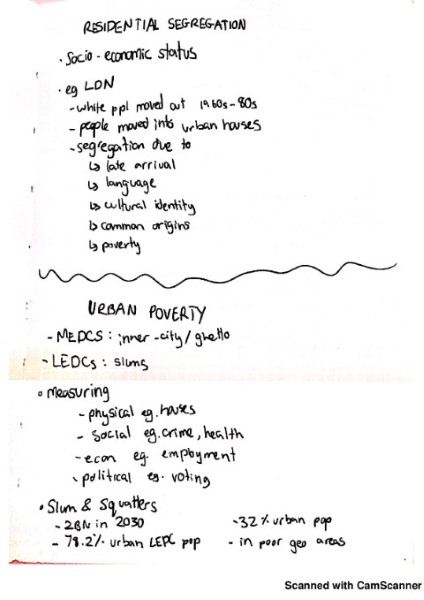 RESIDENTIAL SEGREGATION
· Socio-economic status
· eg LDN
- white ppl moved out 1960s-80s
- people moved into urban houses
- segregation due to
↳ late arrival
↳ language
↳ cultural identity
↳ common origins
↳ poverty
URBAN POVERTY
- MEDCS: inner-city/ghetto
- LEDCs: slums
• measuring
- physical eg. houses
- social eg. crime, health
- econ eg. employment
- political eg. voting
• Slum & Squatters
- 2BN in 2030
- 32% urban pop
- 78.2% urban LEDC pop
- in poor geo areas
Scanned with CamScanner